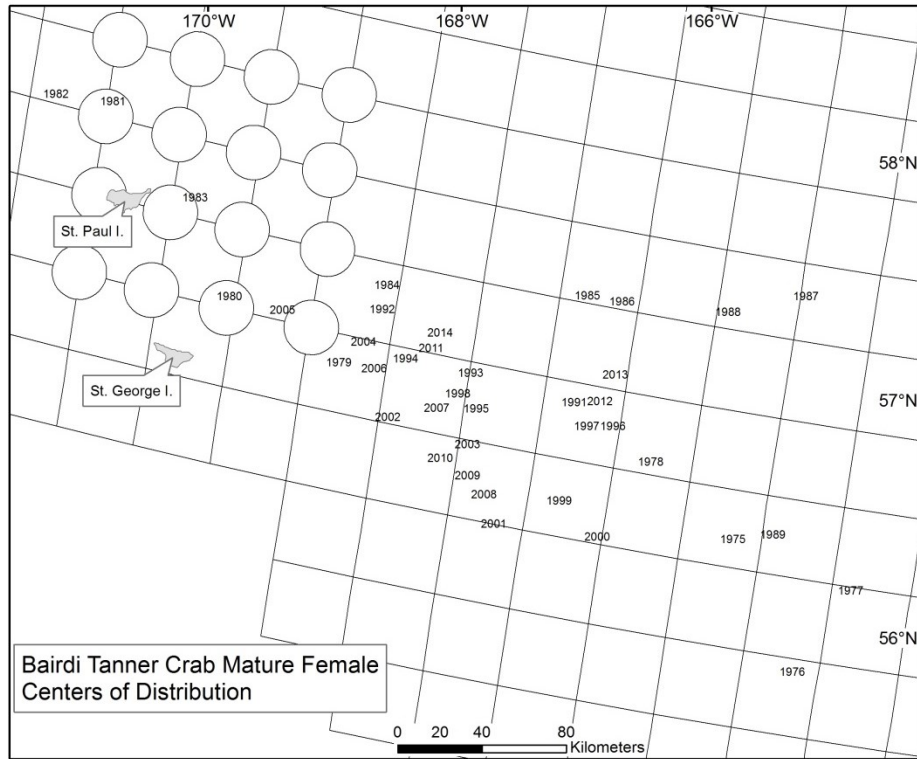 170°W 168°W 166°W
1982 1981
58°N
1983
St. Paul I.
1984
1985 1986 1987
1980
2005 1992 1988
2014
2004 2011
1979 1994
2006 1993 2013
St. George I.
1998
2007 1995 1991 2012 57°N
2002
1997 1996
2003
2010 1978
2009
2008 1999
2001
2000 1975 1989
1977
56°N
Bairdi Tanner Crab Mature Female
Centers of Distribution
1976
0 20 40 80
Kilometers